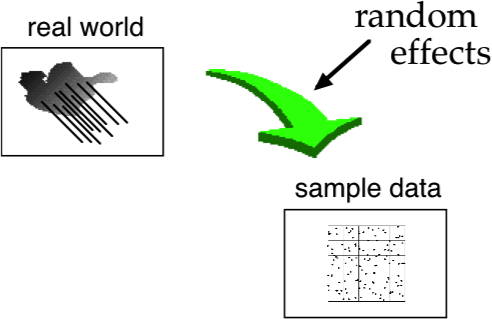 real world
random
effects
sample data